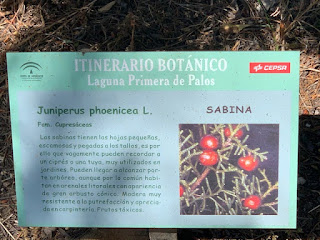 ITINERARIO BOTÁNICO
Laguna Primera de Palos
CEPSA
Juniperus phoenicea L.
SABINA
Fam. Cupresáceas
Las sabinas tienen las hojas pequeñas,
escamosas y pegadas a los tallos, es por
ello que vagamente pueden recordar a
un ciprés o una tuya, muy utilizados en
jardines. Pueden llegar a alcanzar por-
te arbóreo, aunque por lo común habi-
tan en arenales litorales con apariencia
de gran arbusto cónico. Madera muy
resistente a la putrefacción y aprecia-
da en carpintería. Frutos tóxicos.